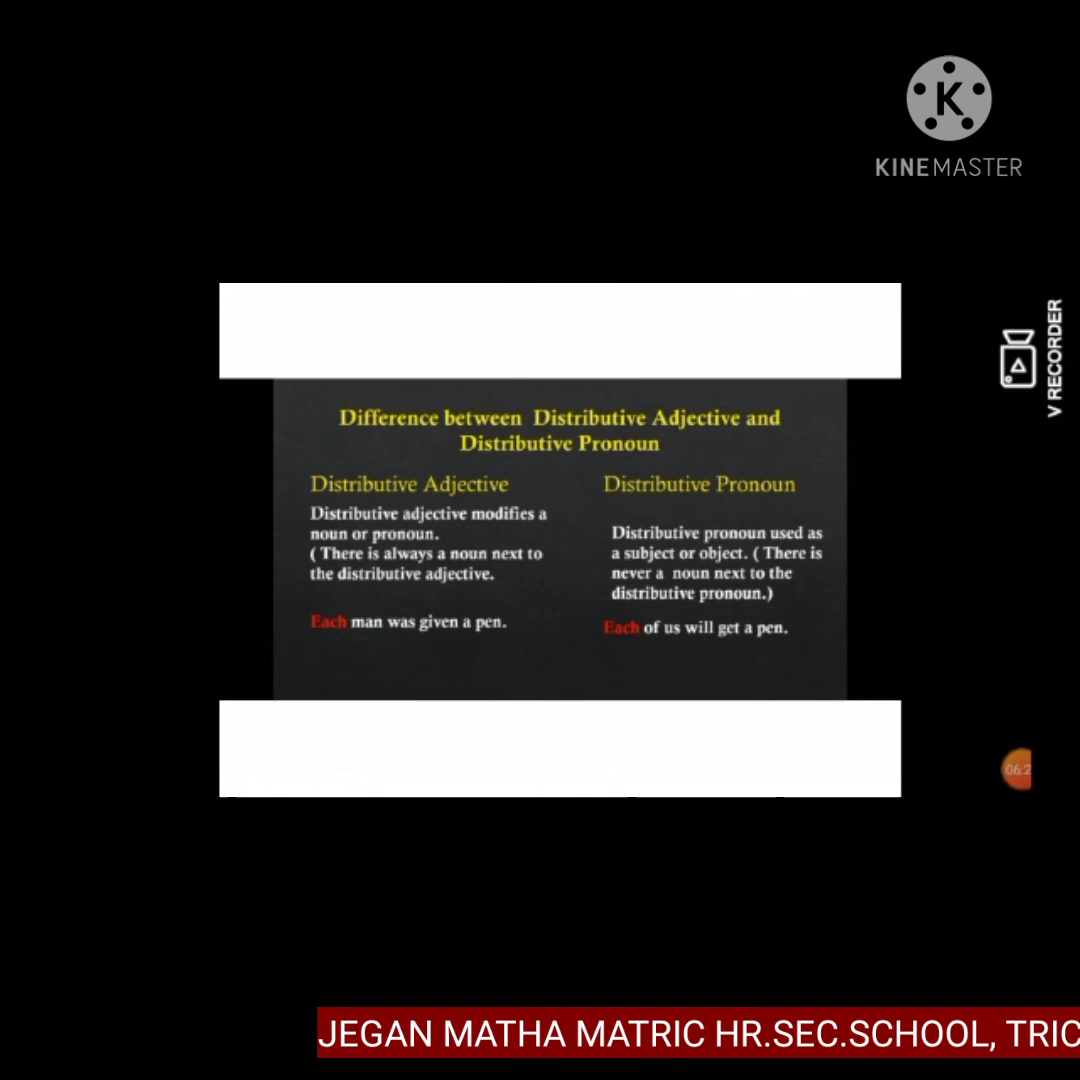 KINEMASTER
V RECORDER
Difference between Distributive Adjective and
Distributive Pronoun
Distributive Adjective
Distributive adjective modifies a
noun or pronoun.
( There is always a noun next to
the distributive adjective.
Each man was given a pen.
Distributive Pronoun
Distributive pronoun used as
a subject or object. ( There is
never a noun next to the
distributive pronoun.)
Each of us will get a pen.
06:2
JEGAN MATHA MATRIC HR.SEC.SCHOOL, TRIC